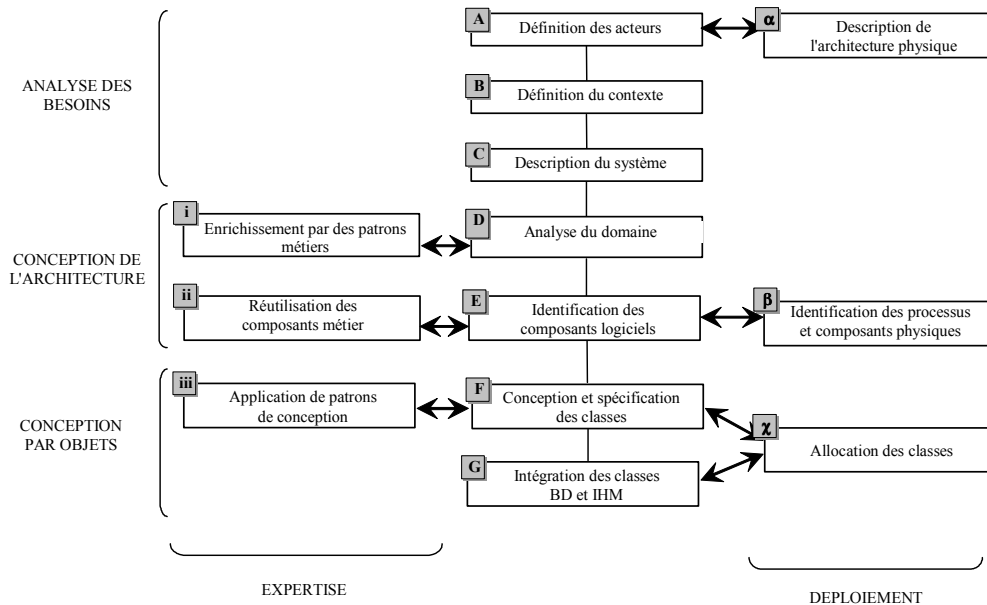 A
Définition des acteurs
α
Description de
l'architecture physique
ANALYSE DES
BESOINS
B
Définition du contexte
C
Description du système
i
Enrichissement par des patrons
métiers
D
Analyse du domaine
CONCEPTION DE
L'ARCHITECTURE
ii
Réutilisation des
composants métier
E
Identification des
composants logiciels
β
Identification des processus
et composants physiques
iii
Application de patrons
de conception
F
Conception et spécification
des classes
CONCEPTION
PAR OBJETS
χ
Allocation des classes
G
Intégration des classes
BD et IHM
EXPERTISE
DEPLOIEMENT